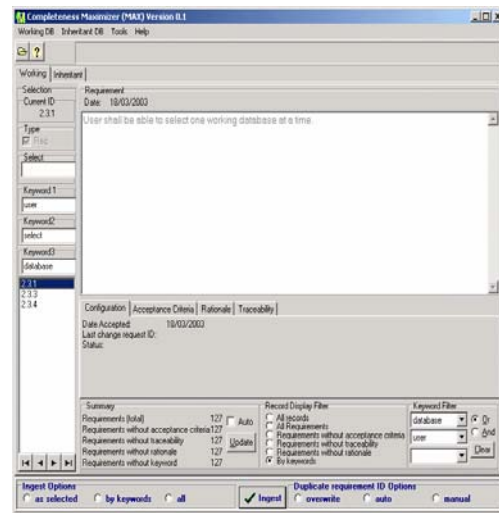 Completeness Maximizer (MAX) Version 0.1
Working DB Inheritant DB Tools Help
?
Working Inheritant
Selection
Current ID
2.3.1
Type
Req
Select
Keyword1
user
Keyword2
select
Keyword3
database
2.3.1
2.3.3
2.3.4
Requirement
Date: 18/03/2003
User shall be able to select one working database at a time.
Configuration Acceptance Criteria Rationale Traceability
Date Accepted: 18/03/2003
Last change request ID:
Status:
Summary
Requirements (total) 127
Requirements without acceptance criteria 127
Requirements without traceability 127
Requirements without rationale 127
Requirements without keyword 127
Auto
Update
Record Display Filter
All records
All Requirements
Requirements without acceptance criteria
Requirements without traceability
Requirements without rationale
By keywords
Keyword Filter
database
user
Or
And
Clear
Ingest Options
as selected by keywords all
Ingest
Duplicate requirement ID Options
overwrite auto manual